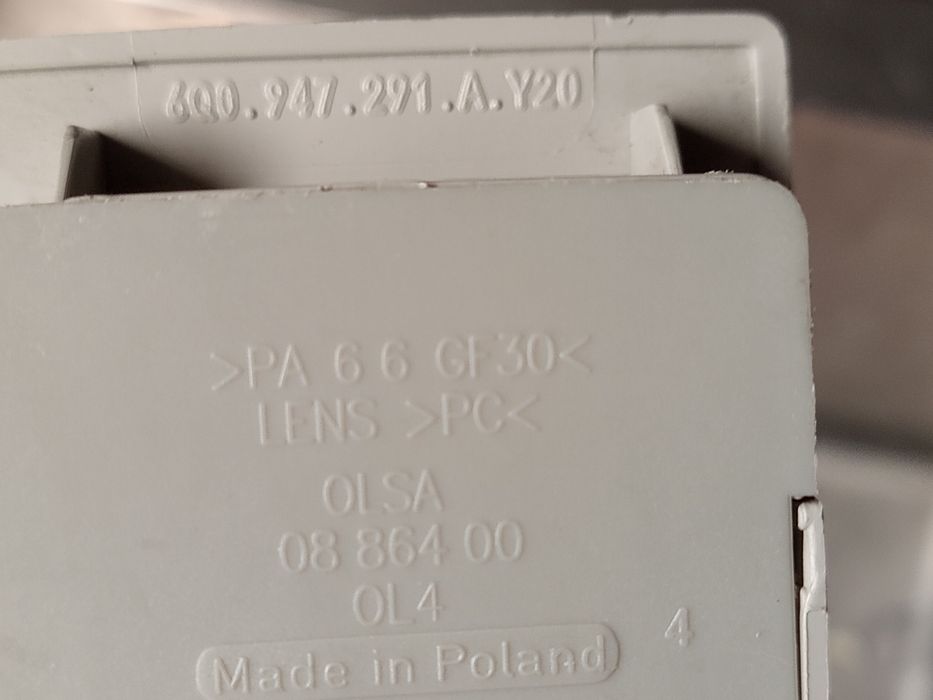 6Q0.947.291.A.Y20
>PA 6 6 GF30<
LENS >PC<
OLSA
08 864 00
OL4
4
Made in Poland